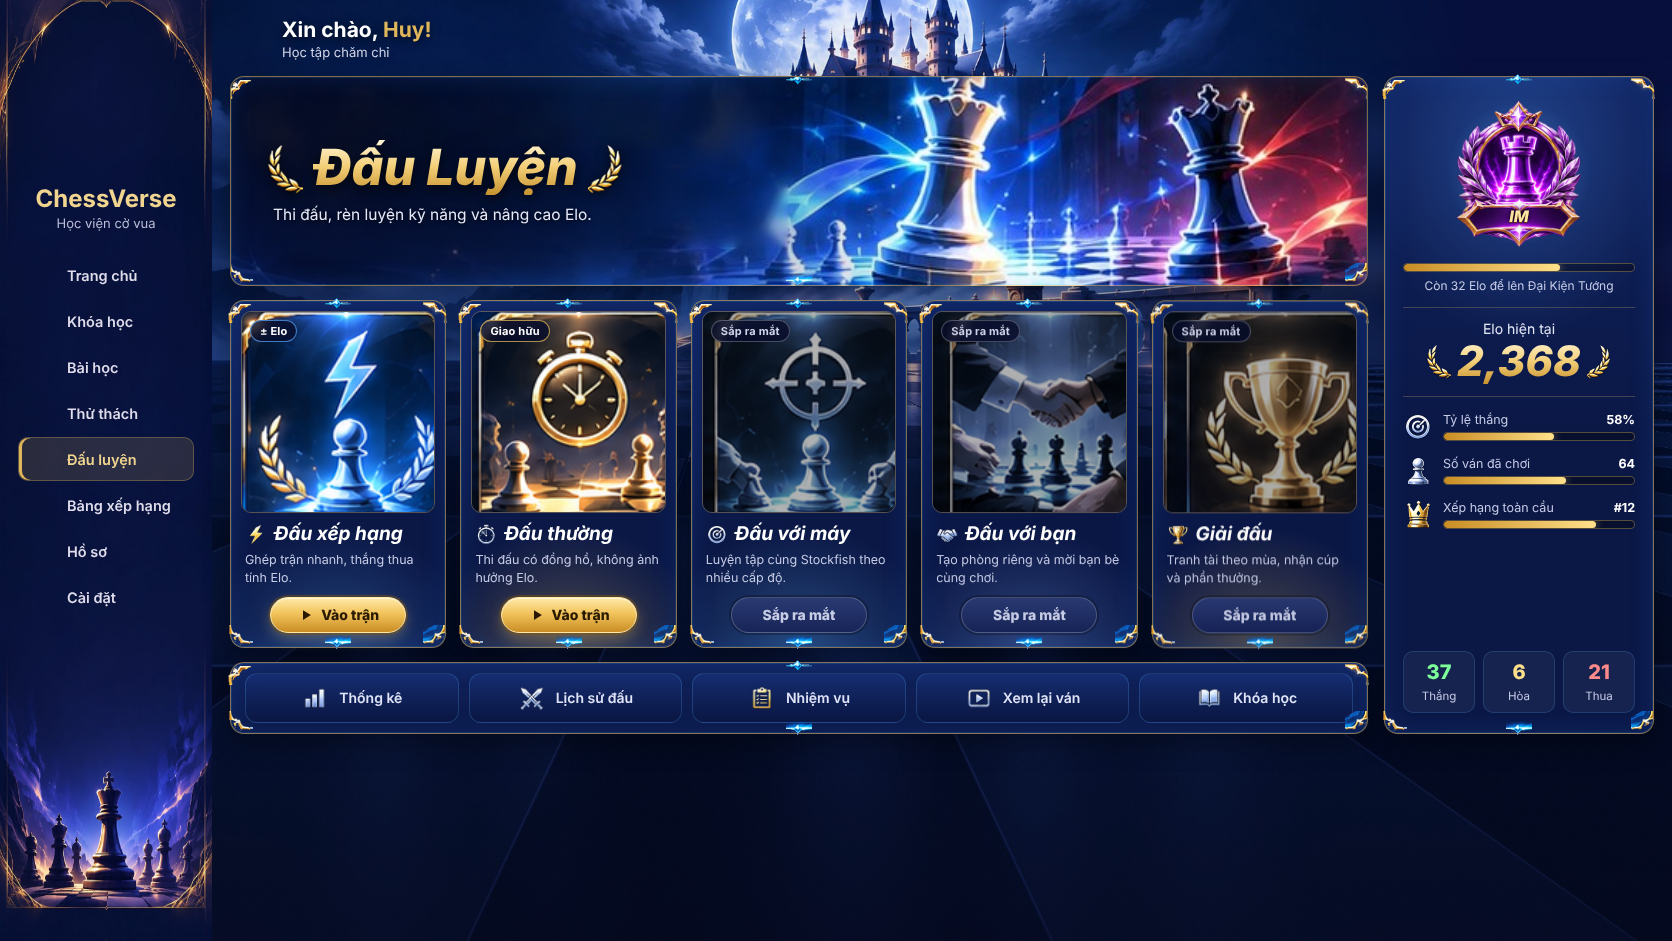 Xin chào, Huy!
Học tập chăm chỉ
ChessVerse
Học viện cờ vua
Trang chủ
Khóa học
Bài học
Thử thách
Đấu luyện
Bảng xếp hạng
Hồ sơ
Cài đặt
Đấu Luyện
Thi đấu, rèn luyện kỹ năng và nâng cao Elo.
± Elo
Đấu xếp hạng
Ghép trận nhanh, thắng thua
tính Elo.
Vào trận
Giao hữu
Đấu thường
Thi đấu có đồng hồ, không ảnh
hưởng Elo.
Vào trận
Sắp ra mắt
Đấu với máy
Luyện tập cùng Stockfish theo
nhiều cấp độ.
Sắp ra mắt
Sắp ra mắt
Đấu với bạn
Tạo phòng riêng và mời bạn bè
cùng chơi.
Sắp ra mắt
Sắp ra mắt
Giải đấu
Tranh tài theo mùa, nhận cúp
và phần thưởng.
Sắp ra mắt
Thống kê
Lịch sử đấu
Nhiệm vụ
Xem lại ván
Khóa học
IM
Còn 32 Elo để lên Đại Kiện Tướng
Elo hiện tại
2,368
Tỷ lệ thắng 58%
Số ván đã chơi 64
Xếp hạng toàn cầu #12
37
Thắng
6
Hòa
21
Thua